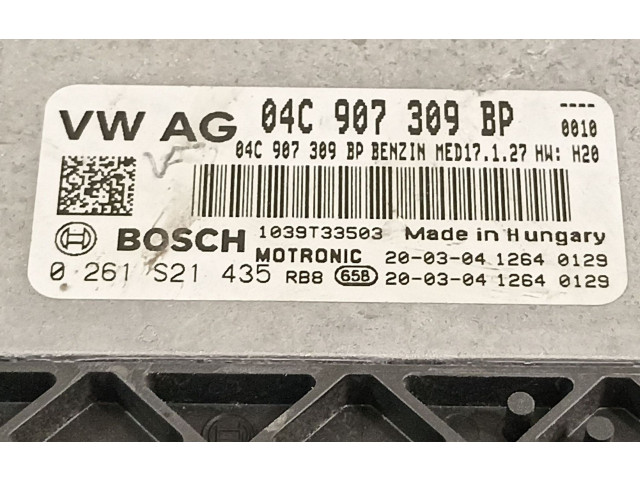 VW AG 04C 907 309 BP ----
0010
04C 907 309 BP BENZIN MED17.1.27 HW: H20
BOSCH 1039T33503 Made in Hungary
MOTRONIC 20-03-04 1264 0129
0 261 S21 435 RB8 65B 20-03-04 1264 0129
BOSCH